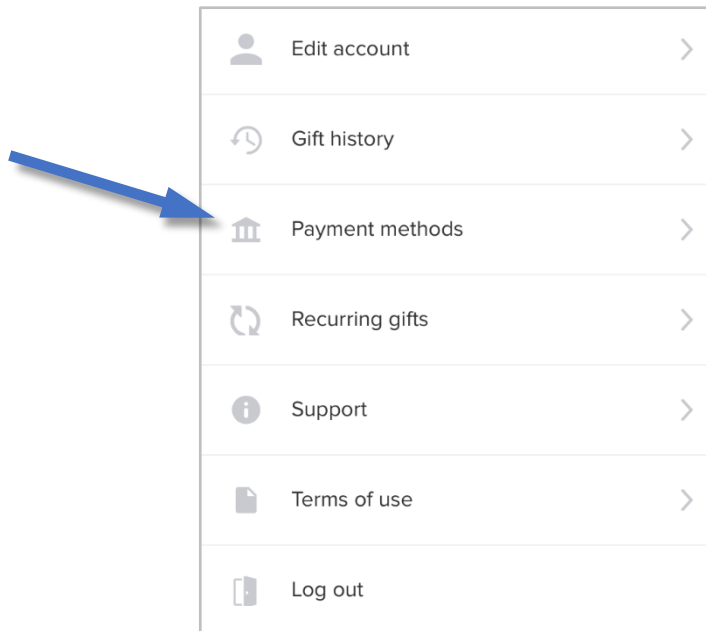 Edit account
Gift history
Payment methods
Recurring gifts
Support
Terms of use
Log out